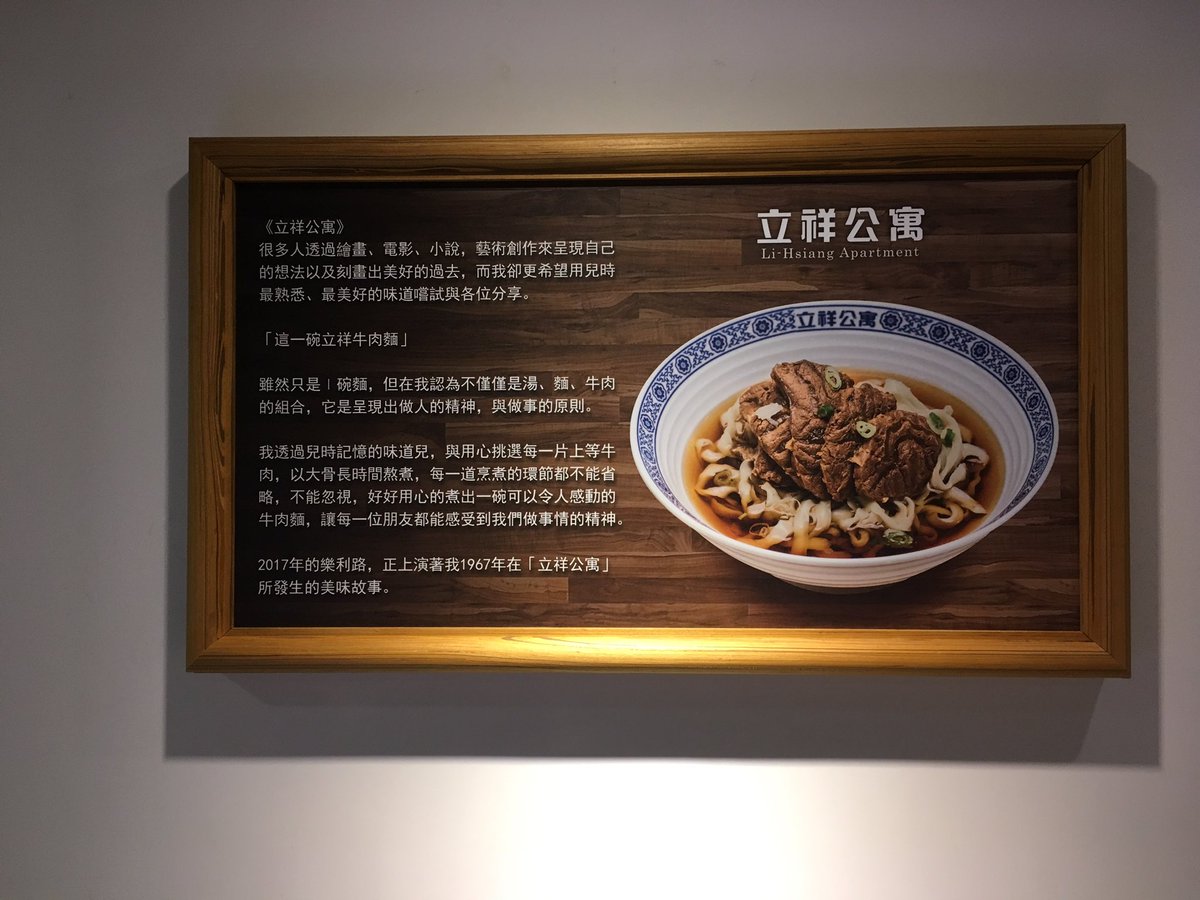 《立祥公寓》
很多人透過繪畫、電影、小說，藝術創作來呈現自己
的想法以及刻畫出美好的過去，而我卻更希望用兒時
最熟悉、最美好的味道嚐試與各位分享。
「這一碗立祥牛肉麵」
雖然只是｜碗麵，但在我認為不僅僅是湯、麵、牛肉
的組合，它是呈現出做人的精神，與做事的原則。
我透過兒時記憶的味道兒，與用心挑選每一片上等牛
肉，以大骨長時間熬煮，每一道烹煮的環節都不能省
略，不能忽視，好好用心的煮出一碗可以令人感動的
牛肉麵，讓每一位朋友都能感受到我們做事情的精神。
2017年的樂利路，正上演著我1967年在「立祥公寓」
所發生的美味故事。
立祥公寓
Li-Hsiang Apartment
立祥公寓